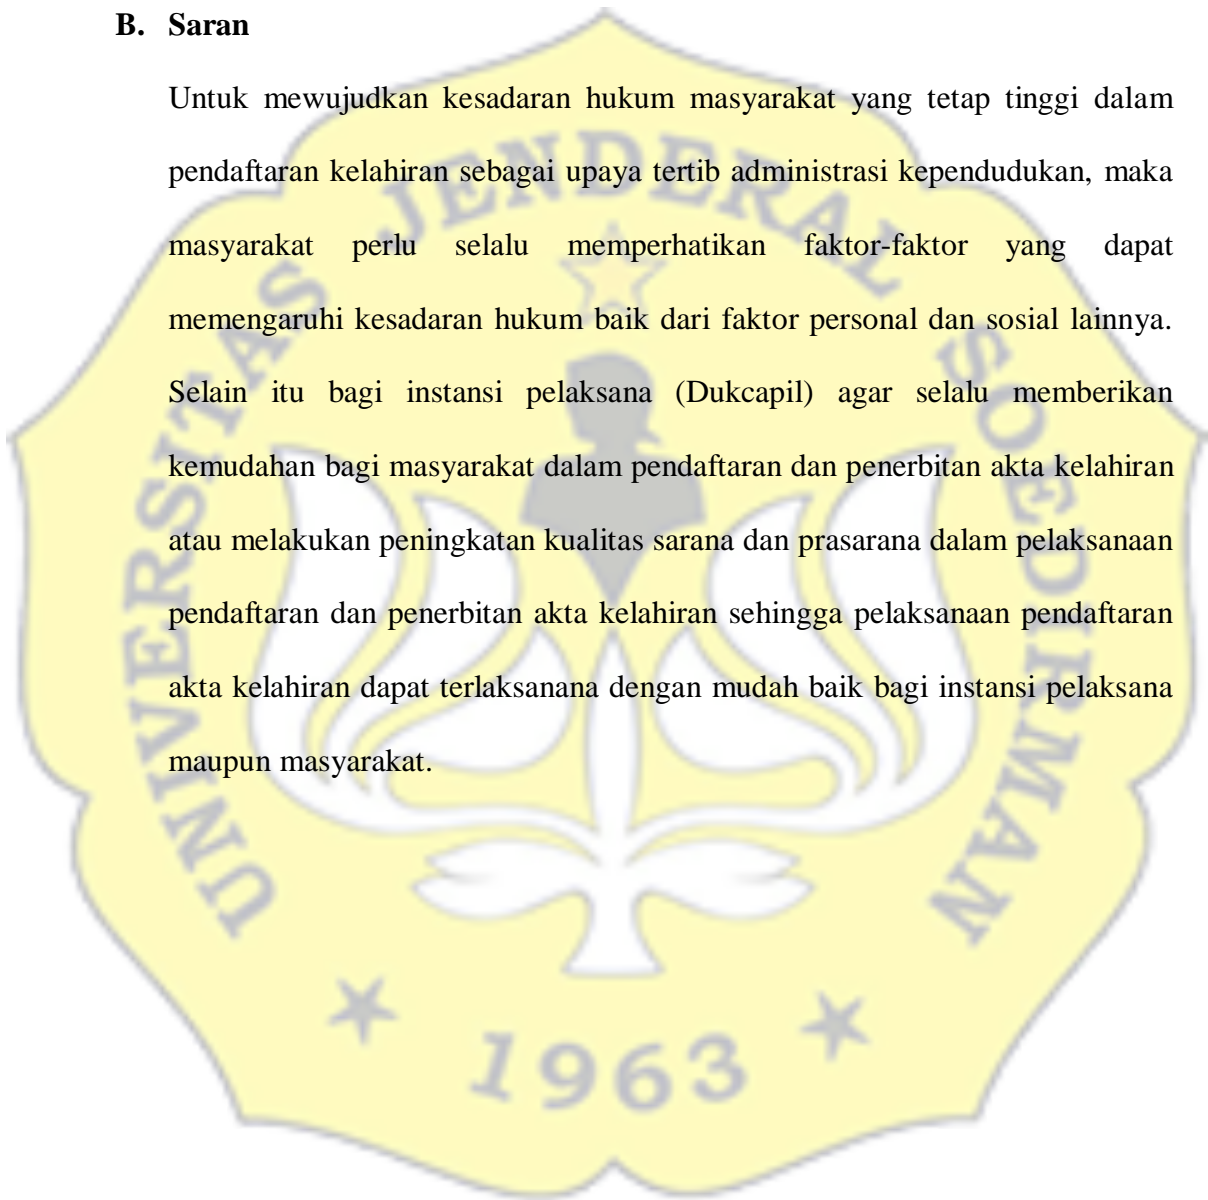 B. Saran
Untuk mewujudkan kesadaran hukum masyarakat yang tetap tinggi dalam
pendaftaran kelahiran sebagai upaya tertib administrasi kependudukan, maka
masyarakat perlu selalu memperhatikan faktor-faktor yang dapat
memengaruhi kesadaran hukum baik dari faktor personal dan sosial lainnya.
Selain itu bagi instansi pelaksana (Dukcapil) agar selalu memberikan
kemudahan bagi masyarakat dalam pendaftaran dan penerbitan akta kelahiran
atau melakukan peningkatan kualitas sarana dan prasarana dalam pelaksanaan
pendaftaran dan penerbitan akta kelahiran sehingga pelaksanaan pendaftaran
akta kelahiran dapat terlaksanana dengan mudah baik bagi instansi pelaksana
maupun masyarakat.
UNIVERSITAS JENDERAL SOEDIRMAN
1963